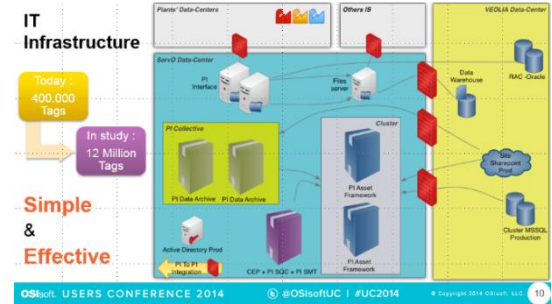 IT
Infrastructure
Today :
400.000
Tags
In study :
12 Million
Tags
Simple
&
Effective
Plants' Data-Centers
Others IS
VEOLIA Data-Center
ServO Data-Center
PI
Interface
Files
server
Data
Warehouse
RAC -Oracle
PI Collective
PI Data Archive
PI Data Archive
Cluster
PI Asset
Framework
PI Asset
Framework
Site
Sharepoint
Prod
Cluster MSSQL
Production
Active Directory Prod
PI To PI
Integration
CEP + PI SQC + PI SMT
OSIsoft. USERS CONFERENCE 2014
@OSIsoftUC | #UC2014
© Copyright 2014 OSIsoft, LLC.
10